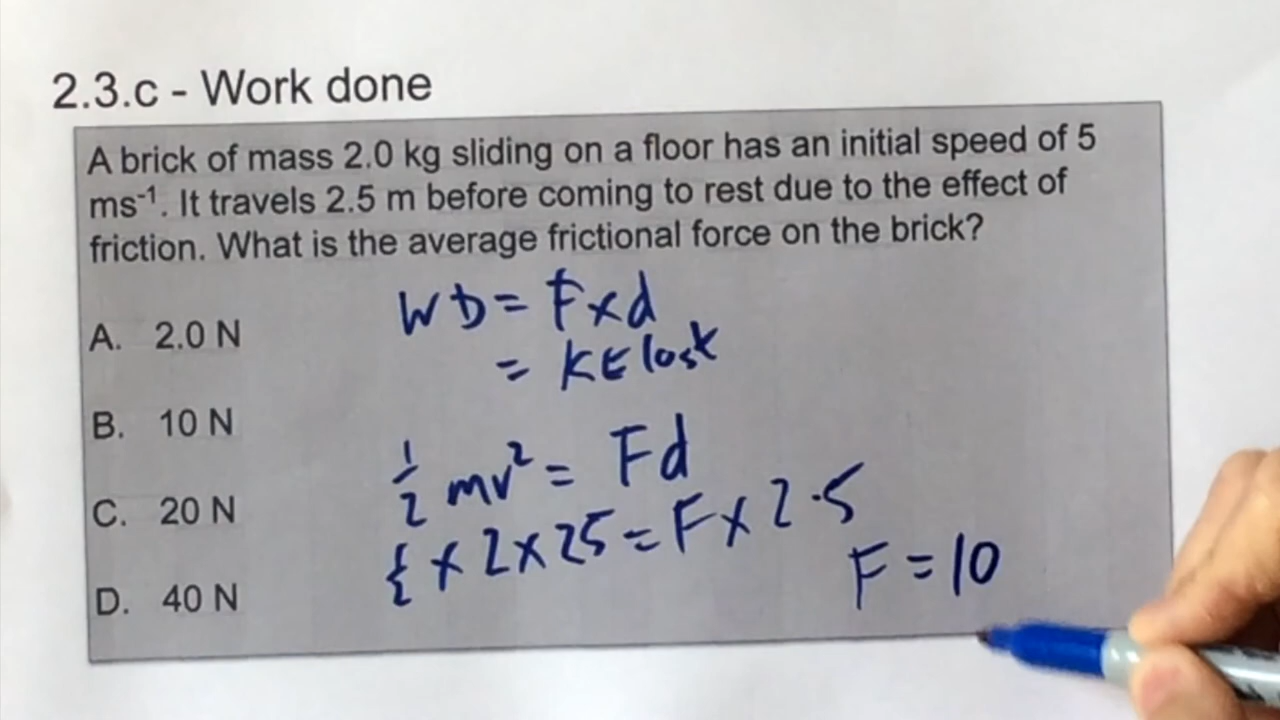 2.3.c - Work done
A brick of mass 2.0 kg sliding on a floor has an initial speed of 5
ms⁻¹. It travels 2.5 m before coming to rest due to the effect of
friction. What is the average frictional force on the brick?
A. 2.0 N
B. 10 N
C. 20 N
D. 40 N
WD = F x d
= KE lost
½ mv² = Fd
½ x 2 x 25 = F x 2.5
F = 10